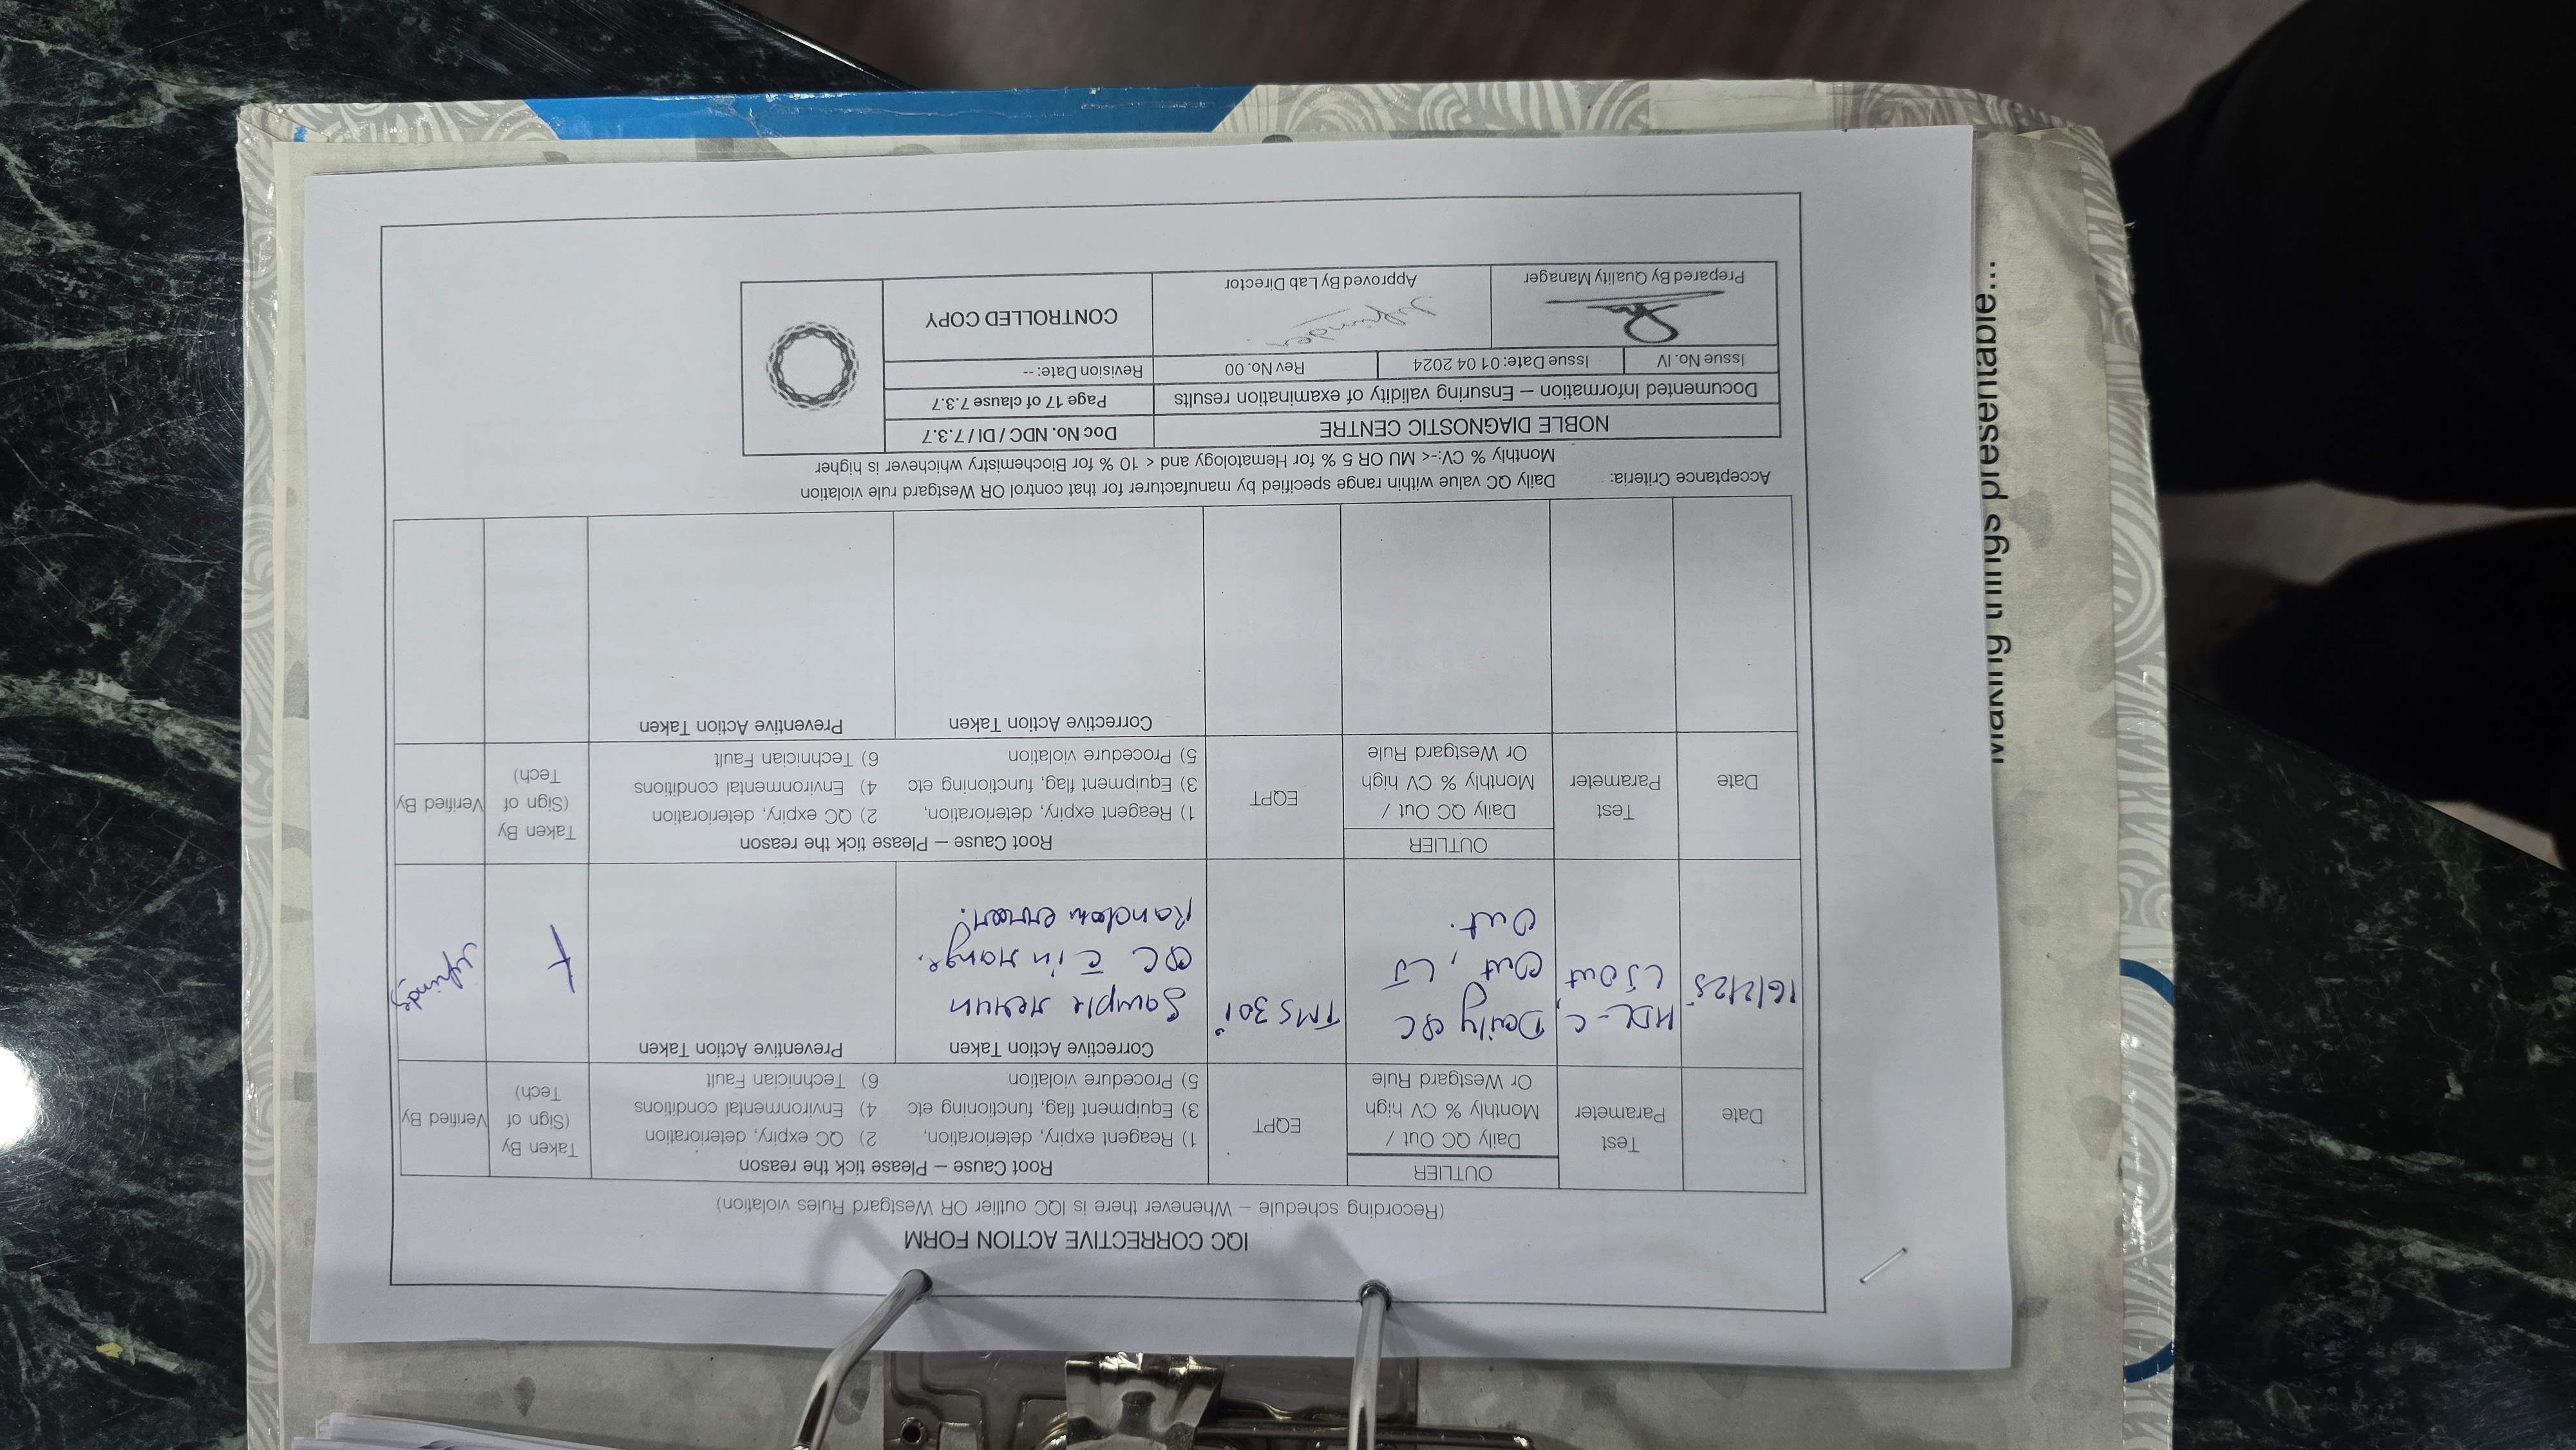 IQC CORRECTIVE ACTION FORM
(Recording schedule – Whenever there is IQC outlier OR Westgard Rules violation)
Date
Test
Parameter
OUTLIER
Daily QC Out /
Monthly % CV high
Or Westgard Rule
EQPT
Root Cause – Please tick the reason
1) Reagent expiry, deterioration, 2) QC expiry, deterioration
3) Equipment flag, functioning etc 4) Environmental conditions
5) Procedure violation 6) Technician Fault
Taken By
(Sign of
Tech)
Verified By
Corrective Action Taken
Preventive Action Taken
16/2/25
HDL-C,
LJ out
Daily QC
Out, LJ
Out.
TMS 30i
Sample rerun
QC c̄ in range.
Random error.
Date
Test
Parameter
OUTLIER
Daily QC Out /
Monthly % CV high
Or Westgard Rule
EQPT
Root Cause – Please tick the reason
1) Reagent expiry, deterioration, 2) QC expiry, deterioration
3) Equipment flag, functioning etc 4) Environmental conditions
5) Procedure violation 6) Technician Fault
Taken By
(Sign of
Tech)
Verified By
Corrective Action Taken
Preventive Action Taken
Acceptance Criteria: Daily QC value within range specified by manufacturer for that control OR Westgard rule violation
Monthly % CV:-< MU OR 5 % for Hematology and < 10 % for Biochemistry whichever is higher
NOBLE DIAGNOSTIC CENTRE
Doc No. NDC / DI / 7.3.7
Documented Information – Ensuring validity of examination results
Page 17 of clause 7.3.7
Issue No. IV
Issue Date: 01 04 2024
Rev No. 00
Revision Date: --
Prepared By Quality Manager
Approved By Lab Director
CONTROLLED COPY
Making things presentable...